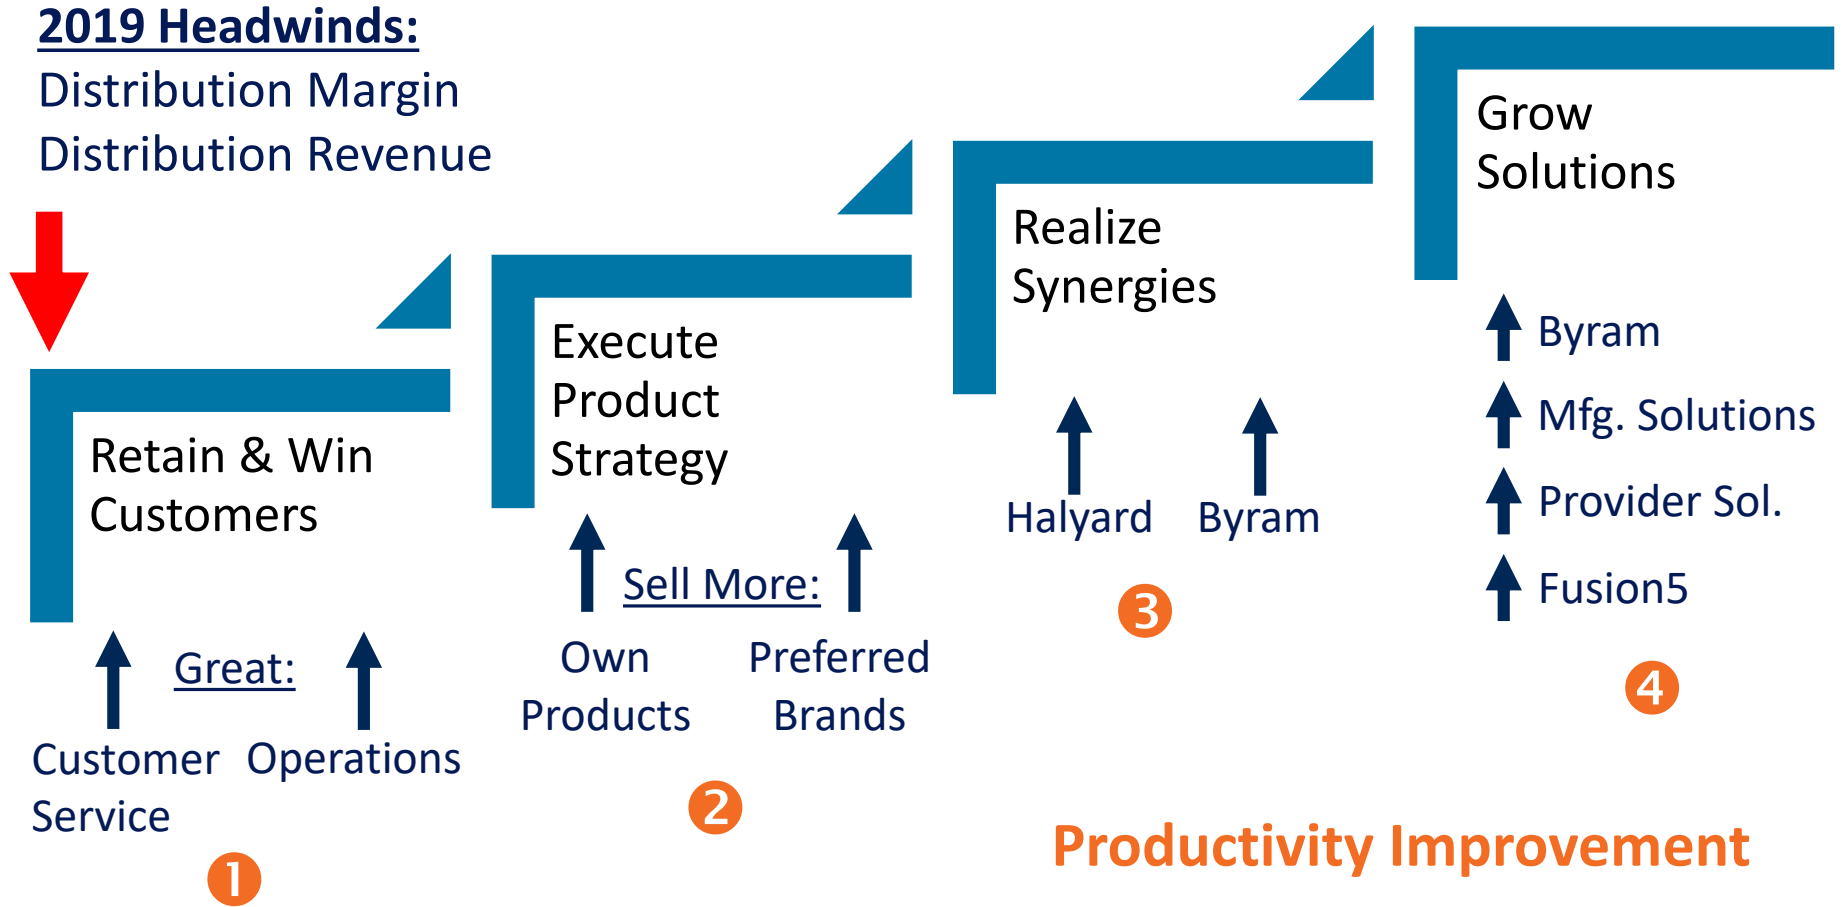 2019 Headwinds:
Distribution Margin
Distribution Revenue
Retain & Win
Customers
Great:
Customer
Service
Operations
1
Execute
Product
Strategy
Sell More:
Own
Products
Preferred
Brands
2
Realize
Synergies
Halyard
Byram
3
Grow
Solutions
Byram
Mfg. Solutions
Provider Sol.
Fusion5
4
Productivity Improvement